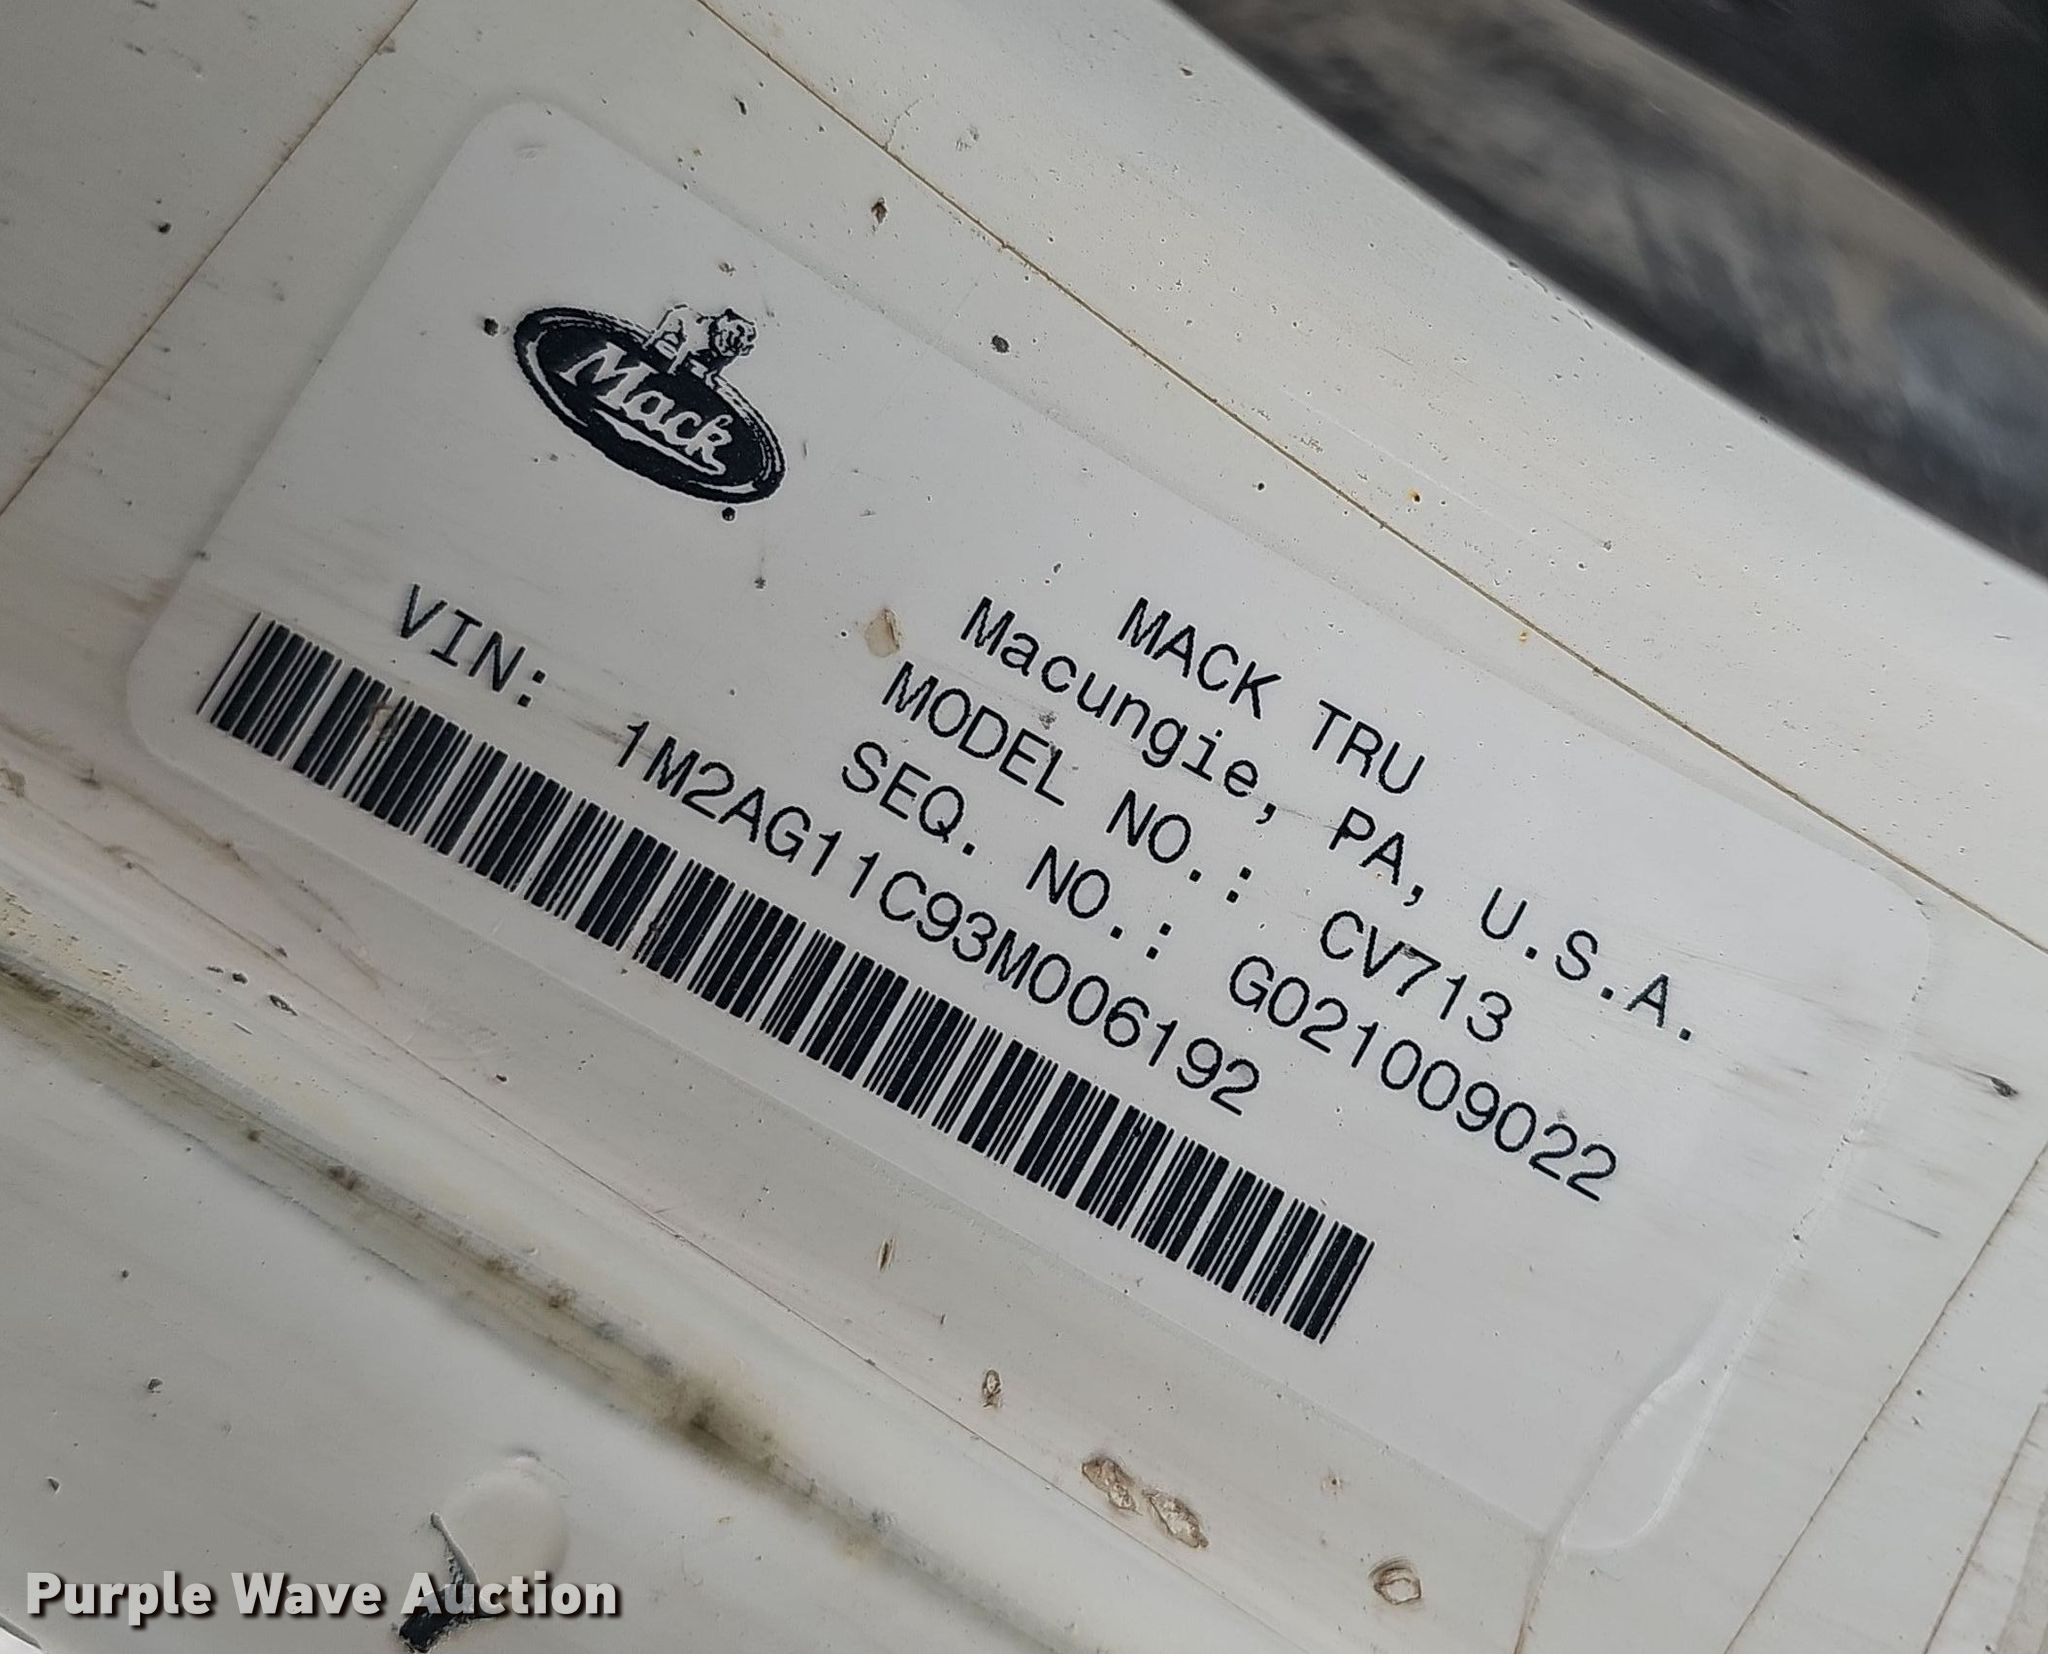 Mack
MACK TRU
Macungie, PA, U.S.A.
MODEL NO.: CV713
SEQ. NO.: G021009022
VIN: 1M2AG11C93M006192
Purple Wave Auction